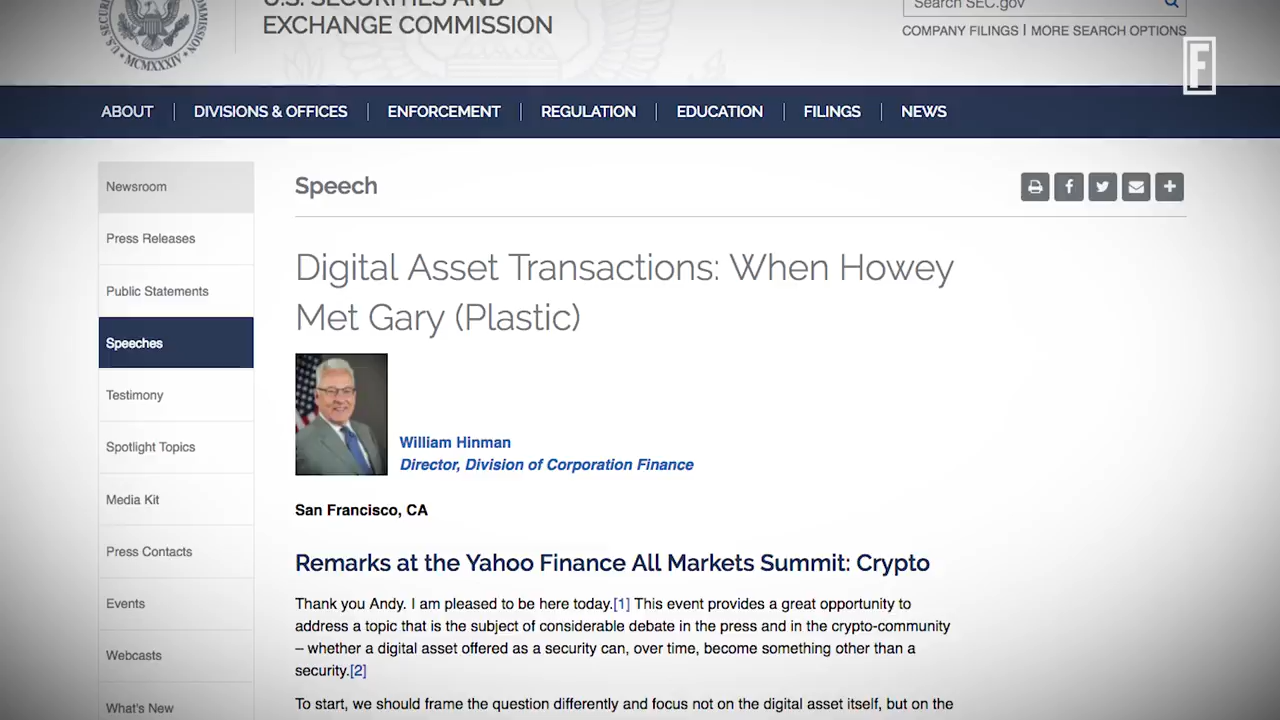 U.S. SECURITIES AND
EXCHANGE COMMISSION
Search SEC.gov
COMPANY FILINGS | MORE SEARCH OPTIONS
MCMXXXIV
F
ABOUT
DIVISIONS & OFFICES
ENFORCEMENT
REGULATION
EDUCATION
FILINGS
NEWS
Newsroom
Press Releases
Public Statements
Speeches
Testimony
Spotlight Topics
Media Kit
Press Contacts
Events
Webcasts
What's New
Speech
Digital Asset Transactions: When Howey
Met Gary (Plastic)
William Hinman
Director, Division of Corporation Finance
San Francisco, CA
Remarks at the Yahoo Finance All Markets Summit: Crypto
Thank you Andy. I am pleased to be here today.[1] This event provides a great opportunity to
address a topic that is the subject of considerable debate in the press and in the crypto-community
– whether a digital asset offered as a security can, over time, become something other than a
security.[2]
To start, we should frame the question differently and focus not on the digital asset itself, but on the